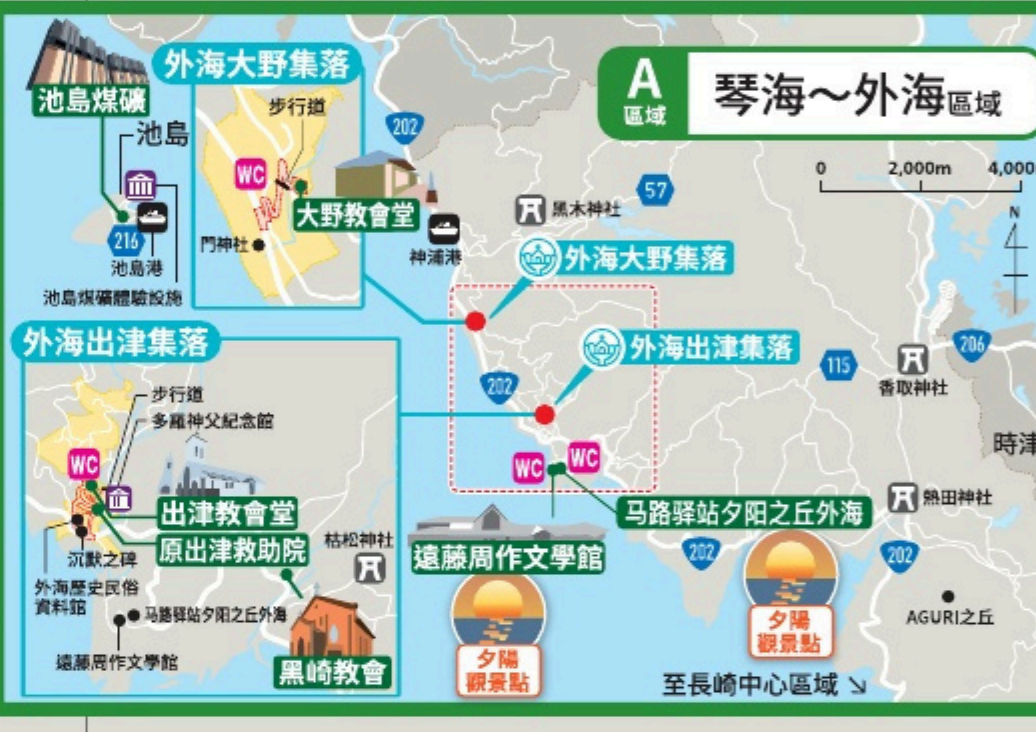 A
區域
琴海～外海區域
0
2,000m
4,000
N
池島煤礦
池島
216
池島港
池島煤礦體驗設施
外海大野集落
步行道
WC
大野教會堂
門神社
202
神浦港
黑木神社
57
外海大野集落
外海出津集落
202
115
206
香取神社
時津
WC
WC
马路驿站夕阳之丘外海
遠藤周作文學館
熱田神社
202
202
夕陽
觀景點
夕陽
觀景點
AGURI之丘
至長崎中心區域 ↘
外海出津集落
步行道
多羅神父紀念館
WC
出津教會堂
原出津救助院
沉默之碑
外海歷史民俗
資料館
枯松神社
马路驿站夕阳之丘外海
遠藤周作文學館
黑崎教會